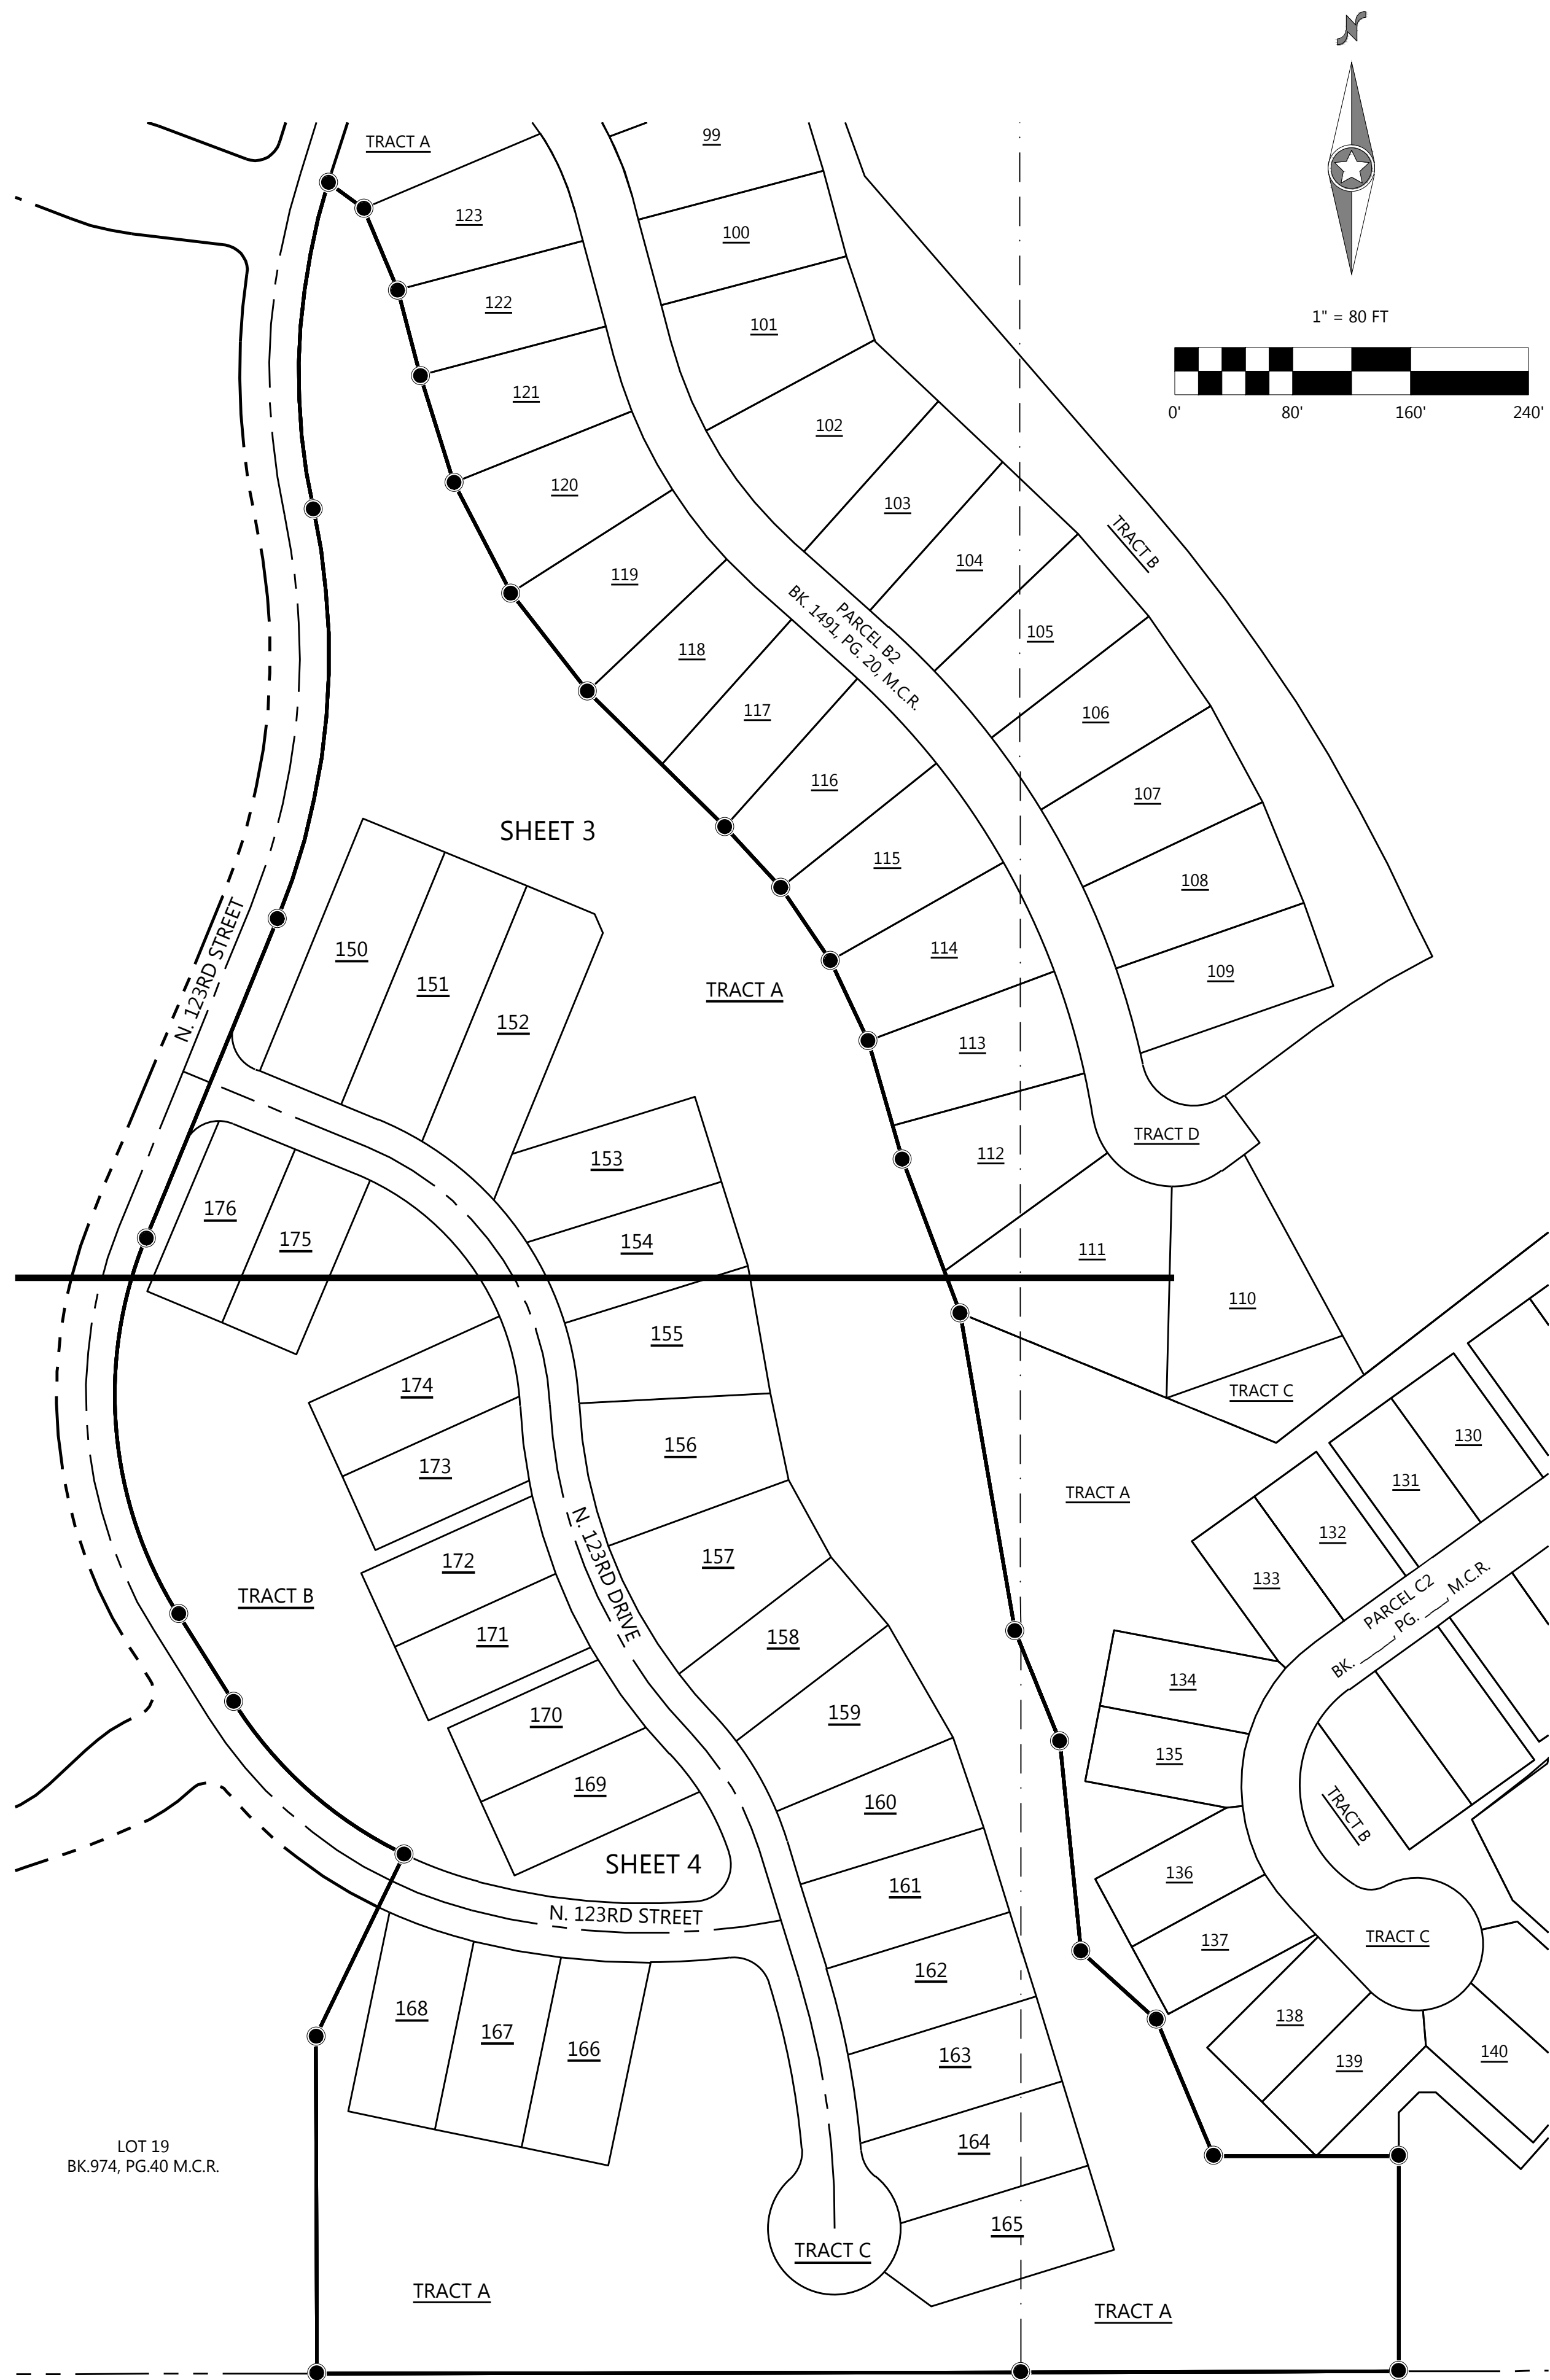 N
1" = 80 FT
0' 80' 160' 240'
TRACT A
99
123
100
122
101
121
102
120
103
TRACT B
104
119
105
PARCEL B2
BK. 1491, PG. 20, M.C.R.
118
117
106
116
107
SHEET 3
115
108
N. 123RD STREET
150
114
109
151
TRACT A
152
113
TRACT D
153
112
176
175
154
111
110
155
174
TRACT C
156
173
130
131
TRACT A
132
172
157
133
PARCEL C2
BK. ____ PG. ____ M.C.R.
TRACT B
N. 123RD DRIVE
171
158
134
170
159
135
169
160
TRACT B
SHEET 4
136
161
N. 123RD STREET
137
TRACT C
162
168
167
166
163
138
139
140
LOT 19
BK.974, PG.40 M.C.R.
164
165
TRACT C
TRACT A
TRACT A